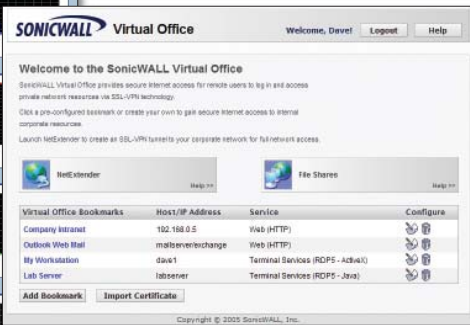 SONICWALL Virtual Office
Welcome, Dave!
Logout
Help
Welcome to the SonicWALL Virtual Office
SonicWALL Virtual Office provides secure Internet access for remote users to log in and access
private network resources via SSL-VPN technology.
Click a pre-configured bookmark or create your own to gain secure Internet access to internal
corporate resources.
Launch NetExtender to create an SSL-VPN tunnel to your corporate network for full network access.
NetExtender
Help >>
File Shares
Help >>
Virtual Office Bookmarks Host/IP Address Service Configure
Company Intranet 192.168.0.5 Web (HTTP)
Outlook Web Mail mailserver/exchange Web (HTTP)
My Workstation dave1 Terminal Services (RDP5 - ActiveX)
Lab Server labserver Terminal Services (RDP5 - Java)
Add Bookmark
Import Certificate
Copyright © 2005 SonicWALL, Inc.